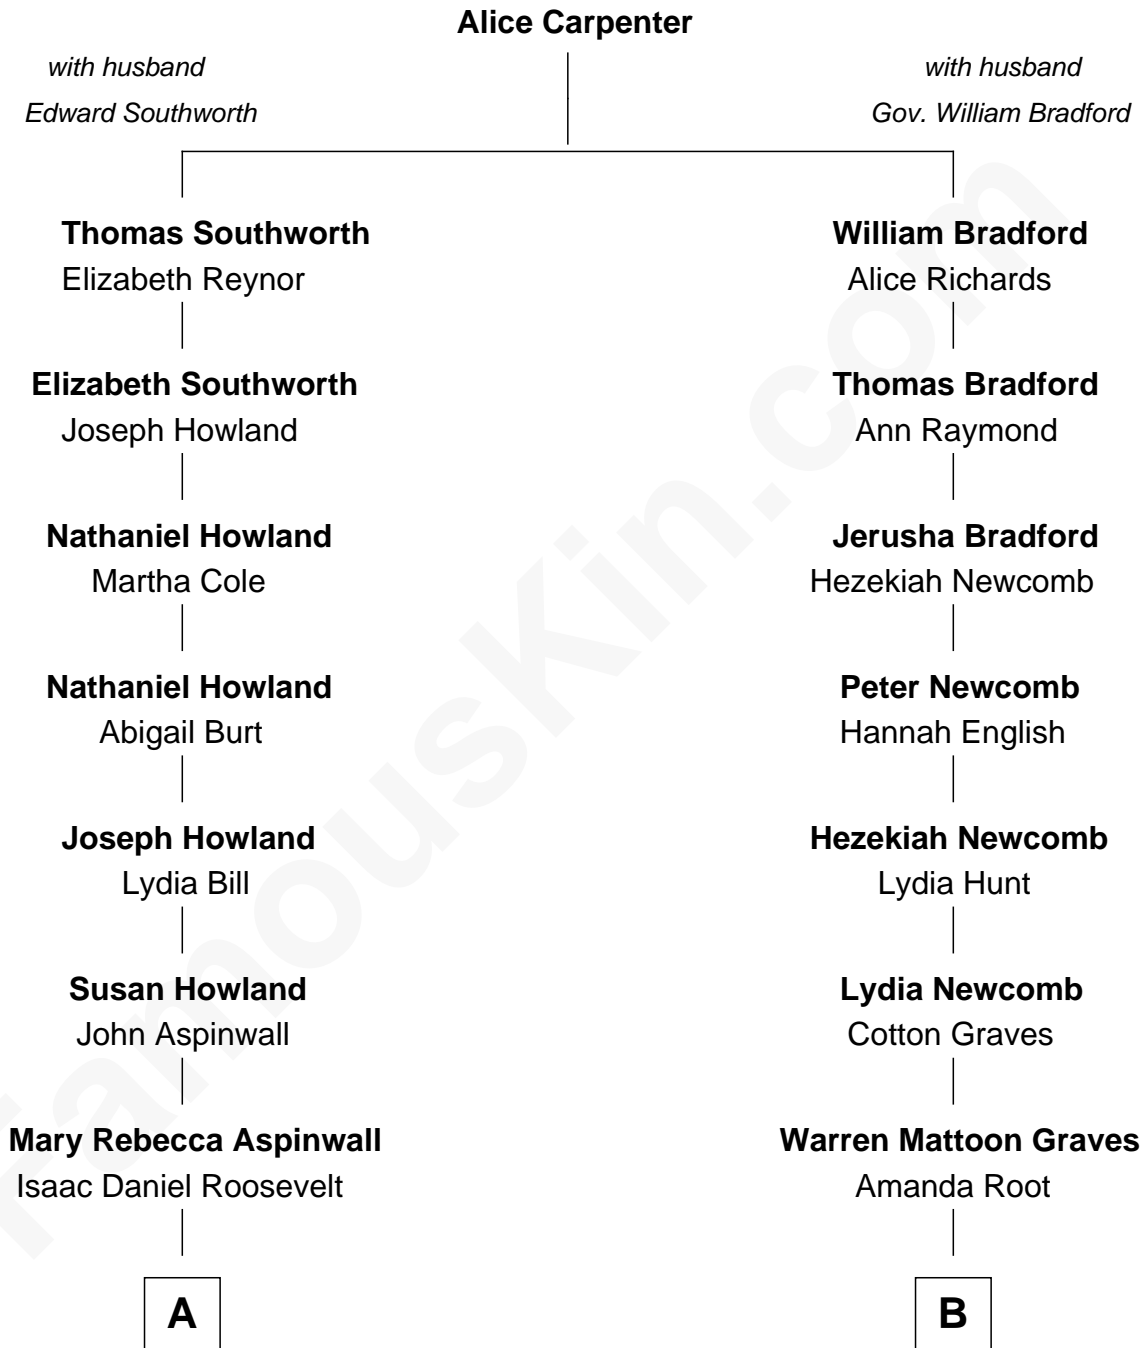 Alice Carpenter
with husband
Edward Southworth
with husband
Gov. William Bradford
Thomas Southworth
Elizabeth Reynor
William Bradford
Alice Richards
Elizabeth Southworth
Joseph Howland
Thomas Bradford
Ann Raymond
Nathaniel Howland
Martha Cole
Jerusha Bradford
Hezekiah Newcomb
Nathaniel Howland
Abigail Burt
Peter Newcomb
Hannah English
Joseph Howland
Lydia Bill
Hezekiah Newcomb
Lydia Hunt
Susan Howland
John Aspinwall
Lydia Newcomb
Cotton Graves
Mary Rebecca Aspinwall
Isaac Daniel Roosevelt
Warren Mattoon Graves
Amanda Root
A
B
FamousKin.com